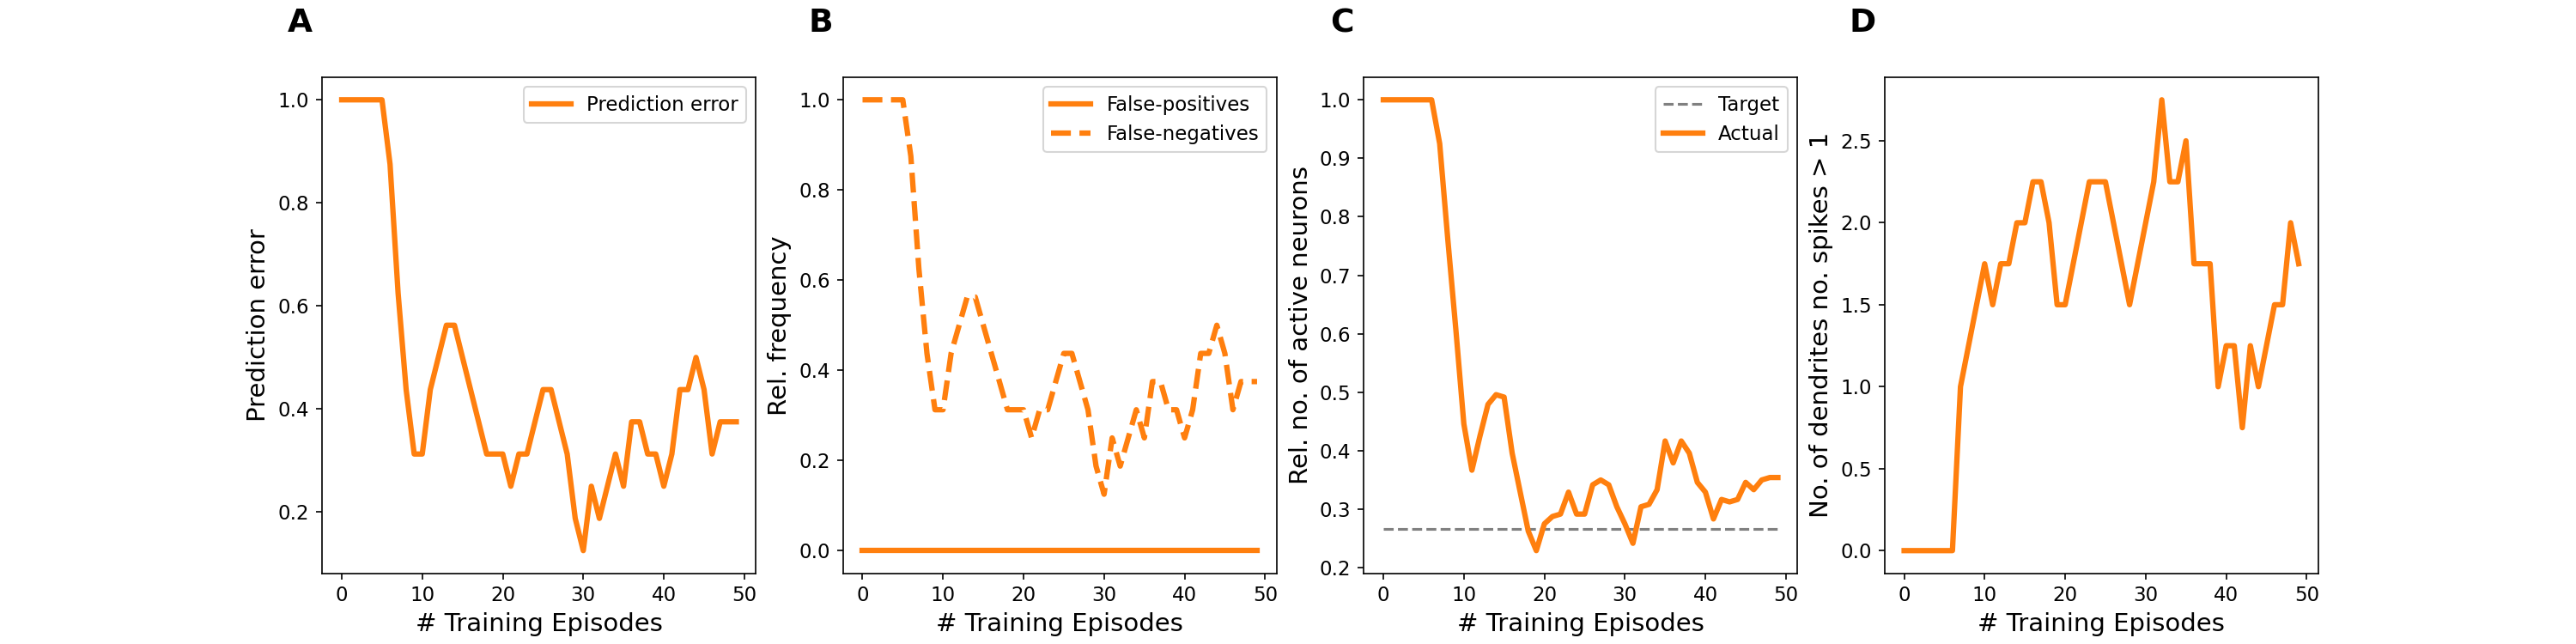 A
Prediction error
1.0
0.8
0.6
0.4
0.2
0 10 20 30 40 50
# Training Episodes
Prediction error
B
Rel. frequency
1.0
0.8
0.6
0.4
0.2
0.0
0 10 20 30 40 50
# Training Episodes
False-positives
False-negatives
C
Rel. no. of active neurons
1.0
0.9
0.8
0.7
0.6
0.5
0.4
0.3
0.2
0 10 20 30 40 50
# Training Episodes
Target
Actual
D
No. of dendrites no. spikes > 1
2.5
2.0
1.5
1.0
0.5
0.0
0 10 20 30 40 50
# Training Episodes